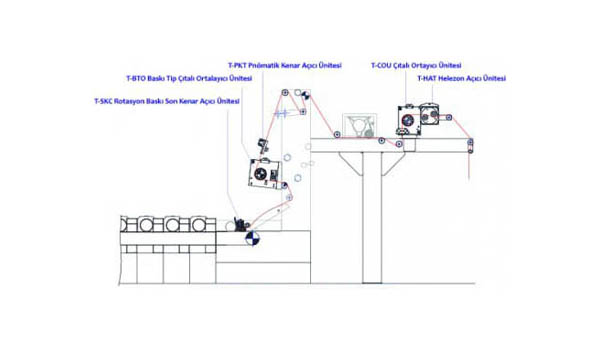 T-PKT Pnömatik Kenar Açıcı Ünitesi
T-COU Çıtalı Ortayıcı Ünitesi
T-BTO Baskı Tip Çıtalı Ortalayıcı Ünitesi
T-HAT Helezon Açıcı Ünitesi
T-SKC Rotasyon Baskı Son Kenar Açıcı Ünitesi